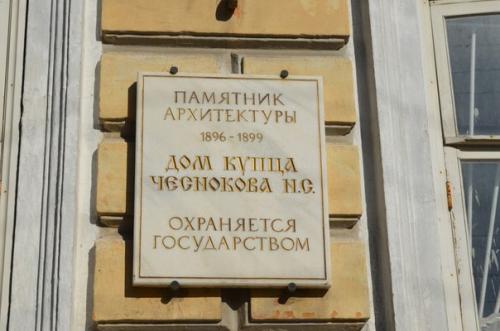 ПАМЯТНИК
АРХИТЕКТУРЫ
1896-1899
ДОМ КУПЦА
ЧЕСНОКОВА Н.С.
ОХРАНЯЕТСЯ
ГОСУДАРСТВОМ